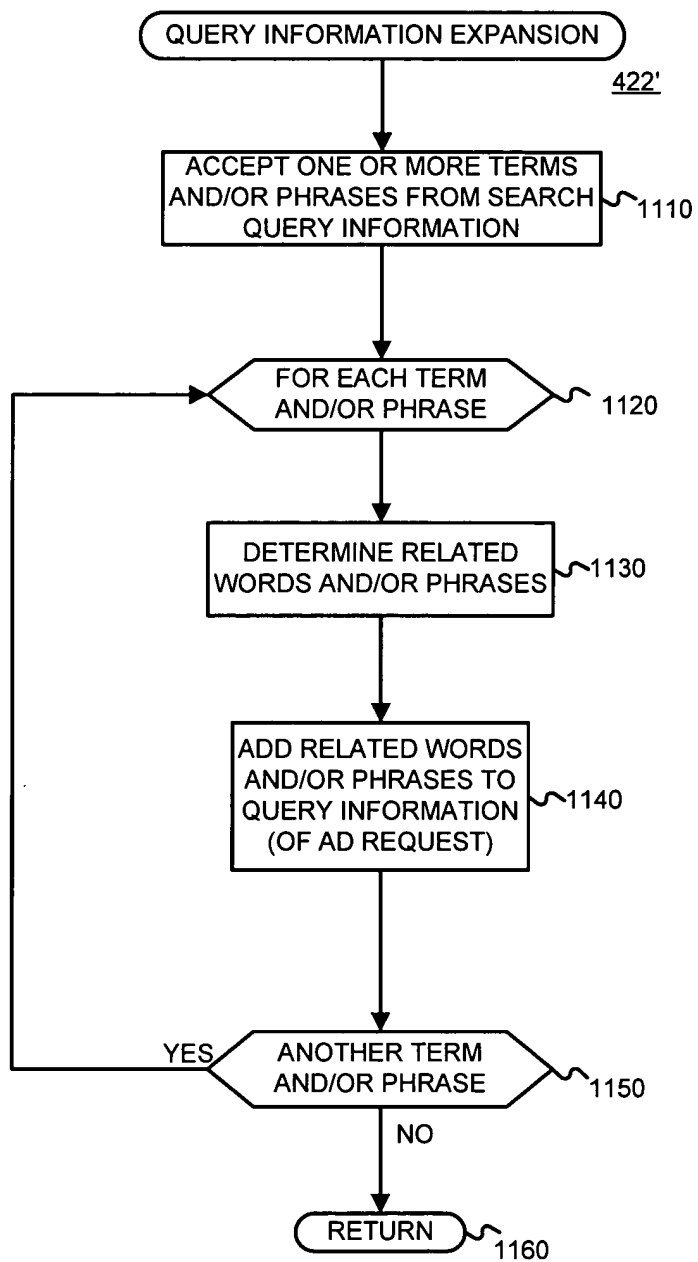 QUERY INFORMATION EXPANSION
422'
ACCEPT ONE OR MORE TERMS
AND/OR PHRASES FROM SEARCH
QUERY INFORMATION
1110
FOR EACH TERM
AND/OR PHRASE
1120
DETERMINE RELATED
WORDS AND/OR PHRASES
1130
ADD RELATED WORDS
AND/OR PHRASES TO
QUERY INFORMATION
(OF AD REQUEST)
1140
YES
ANOTHER TERM
AND/OR PHRASE
1150
NO
RETURN
1160